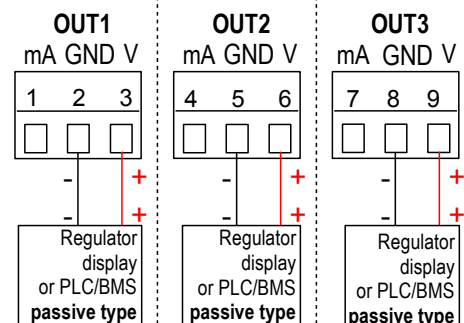 OUT1 OUT2 OUT3
mA GND V mA GND V mA GND V
1 2 3 4 5 6 7 8 9
- + - + - +
- + - + - +
Regulator Regulator Regulator
display display display
or PLC/BMS or PLC/BMS or PLC/BMS
passive type passive type passive type